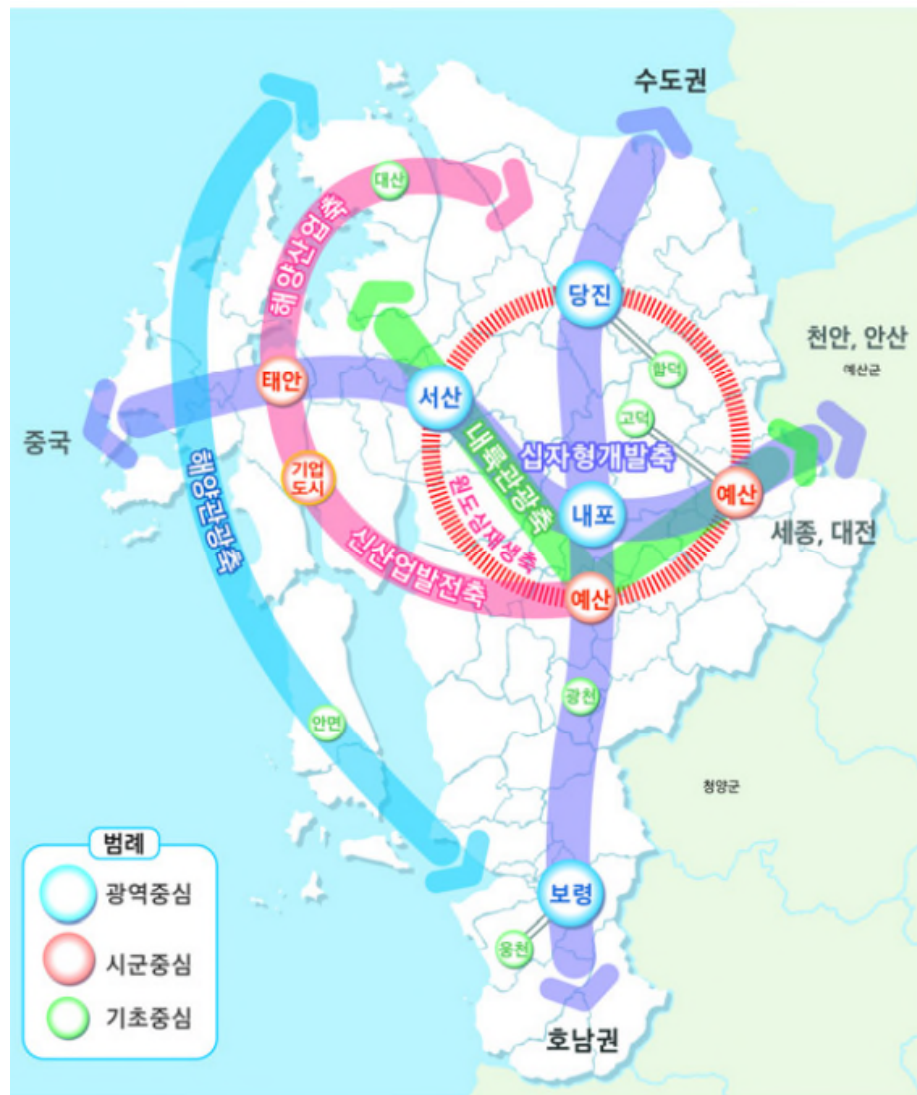 수도권
대산
해양산업축
당진
천안, 안산
예산군
함덕
태안
서산
고덕
중국
내륙관광축
십자형개발축
기업
도시
예산
해양관광축
원도심재생축
내포
세종, 대전
신산업발전축
예산
광천
안면
청양군
범례
광역중심
보령
시군중심
웅천
기초중심
호남권